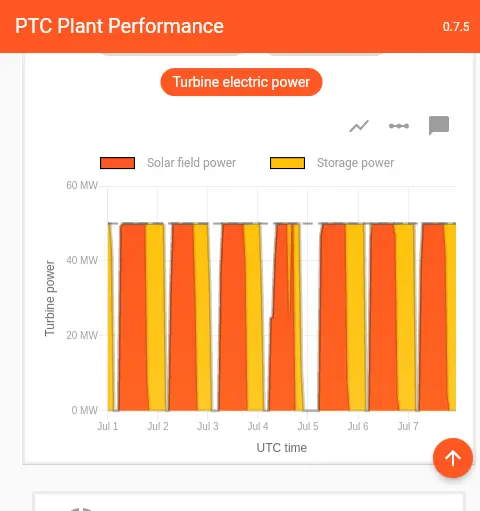 PTC Plant Performance
0.7.5
Turbine electric power
Solar field power
Storage power
60 MW
40 MW
20 MW
0 MW
Turbine power
Jul 1
Jul 2
Jul 3
Jul 4
Jul 5
Jul 6
Jul 7
UTC time